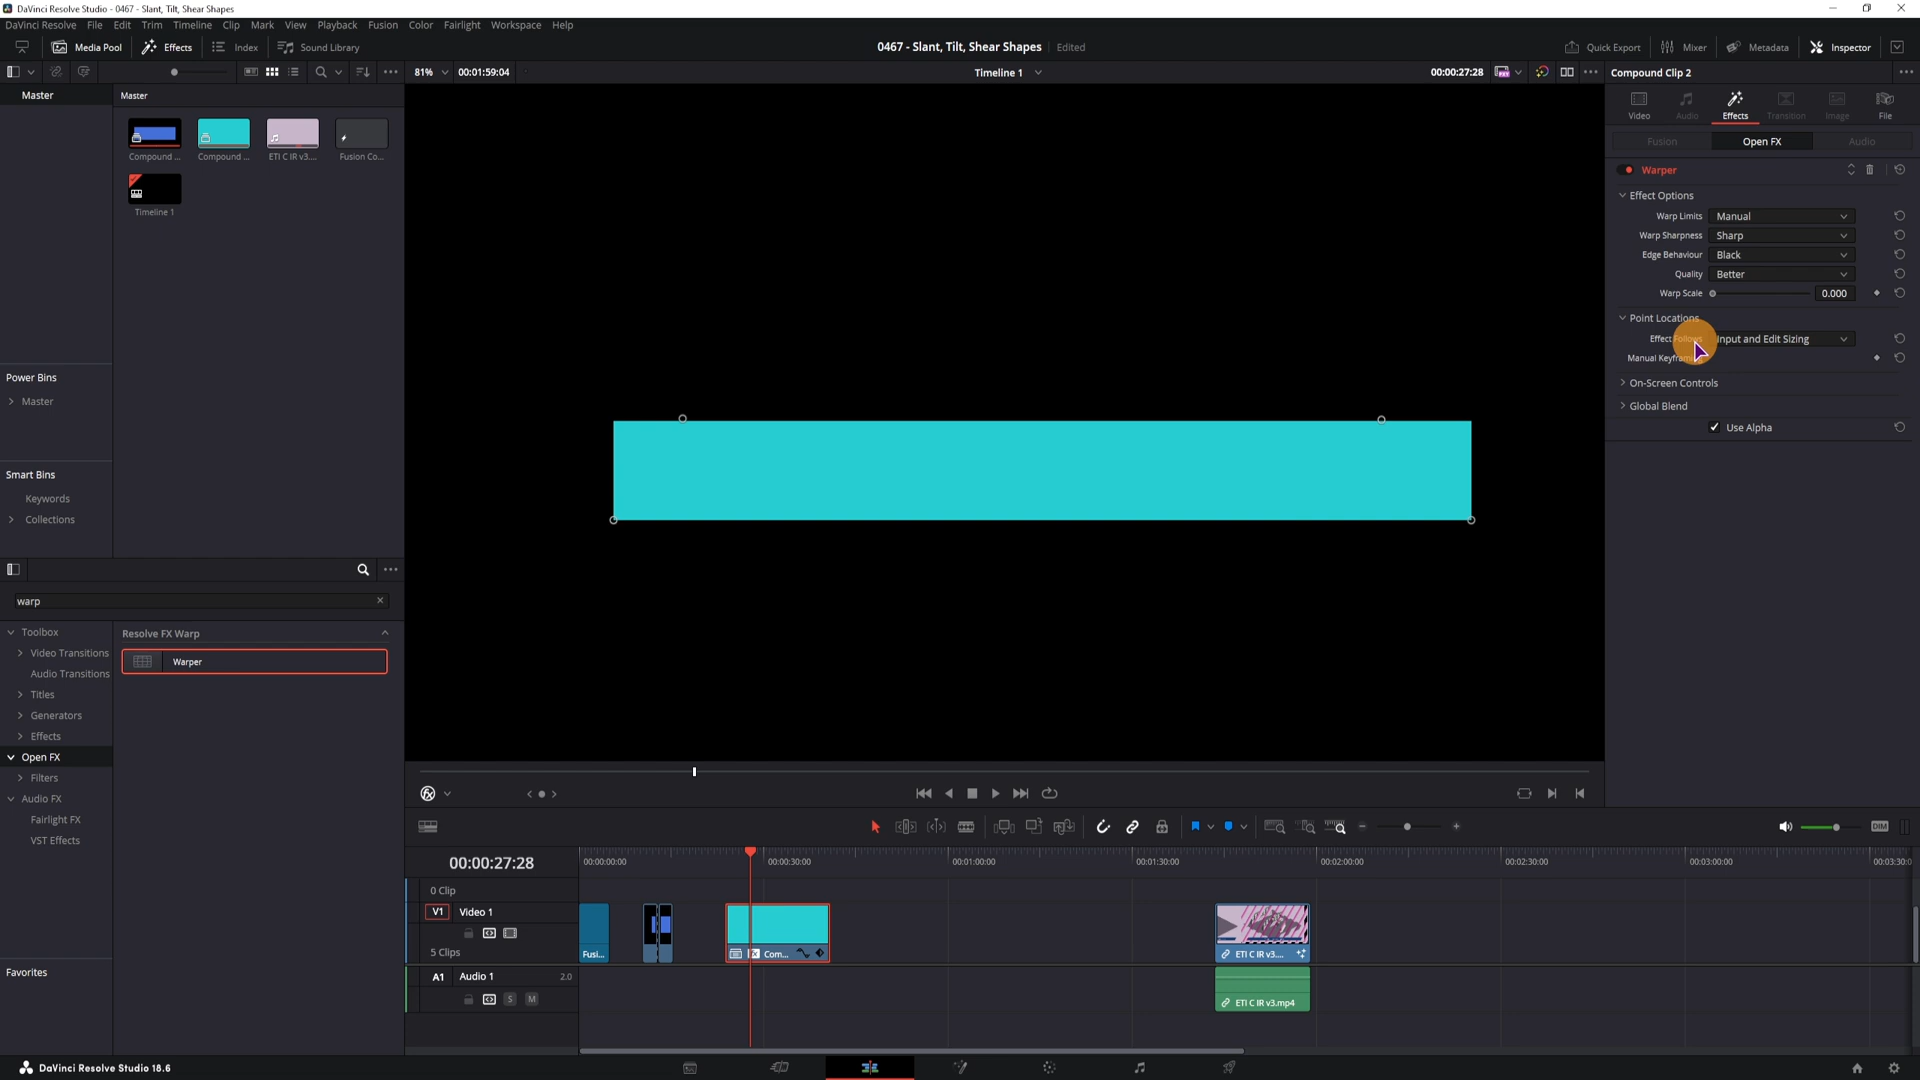 DaVinci Resolve Studio - 0467 - Slant, Tilt, Shear Shapes
DaVinci Resolve File Edit Trim Timeline Clip Mark View Playback Fusion Color Fairlight Workspace Help
Media Pool Effects Index Sound Library
0467 - Slant, Tilt, Shear Shapes Edited
Quick Export Mixer Metadata Inspector
81% 00:01:59:04
Timeline 1
00:00:27:28
Compound Clip 2
Master
Master
Compound ...
Compound ...
ETI C IR v3....
Fusion Co...
Timeline 1
Power Bins
Master
Smart Bins
Keywords
Collections
Video Audio Effects Transition Image File
Fusion Open FX Audio
Warper
Effect Options
Warp Limits Manual
Warp Sharpness Sharp
Edge Behaviour Black
Quality Better
Warp Scale 0.000
Point Locations
Effect Input and Edit Sizing
Manual
On-Screen Controls
Global Blend
Use Alpha
warp
Toolbox
Video Transitions
Audio Transitions
Titles
Generators
Effects
Open FX
Filters
Audio FX
Fairlight FX
VST Effects
Favorites
Resolve FX Warp
Warper
DIM
00:00:27:28
00:00:00:00 00:00:30:00 00:01:00:00 00:01:30:00 00:02:00:00 00:02:30:00 00:03:00:00
0 Clip
V1 Video 1
5 Clips
Fusi...
Com...
ETI C IR v3....
A1 Audio 1 2.0
S M
ETI C IR v3.mp4
DaVinci Resolve Studio 18.6